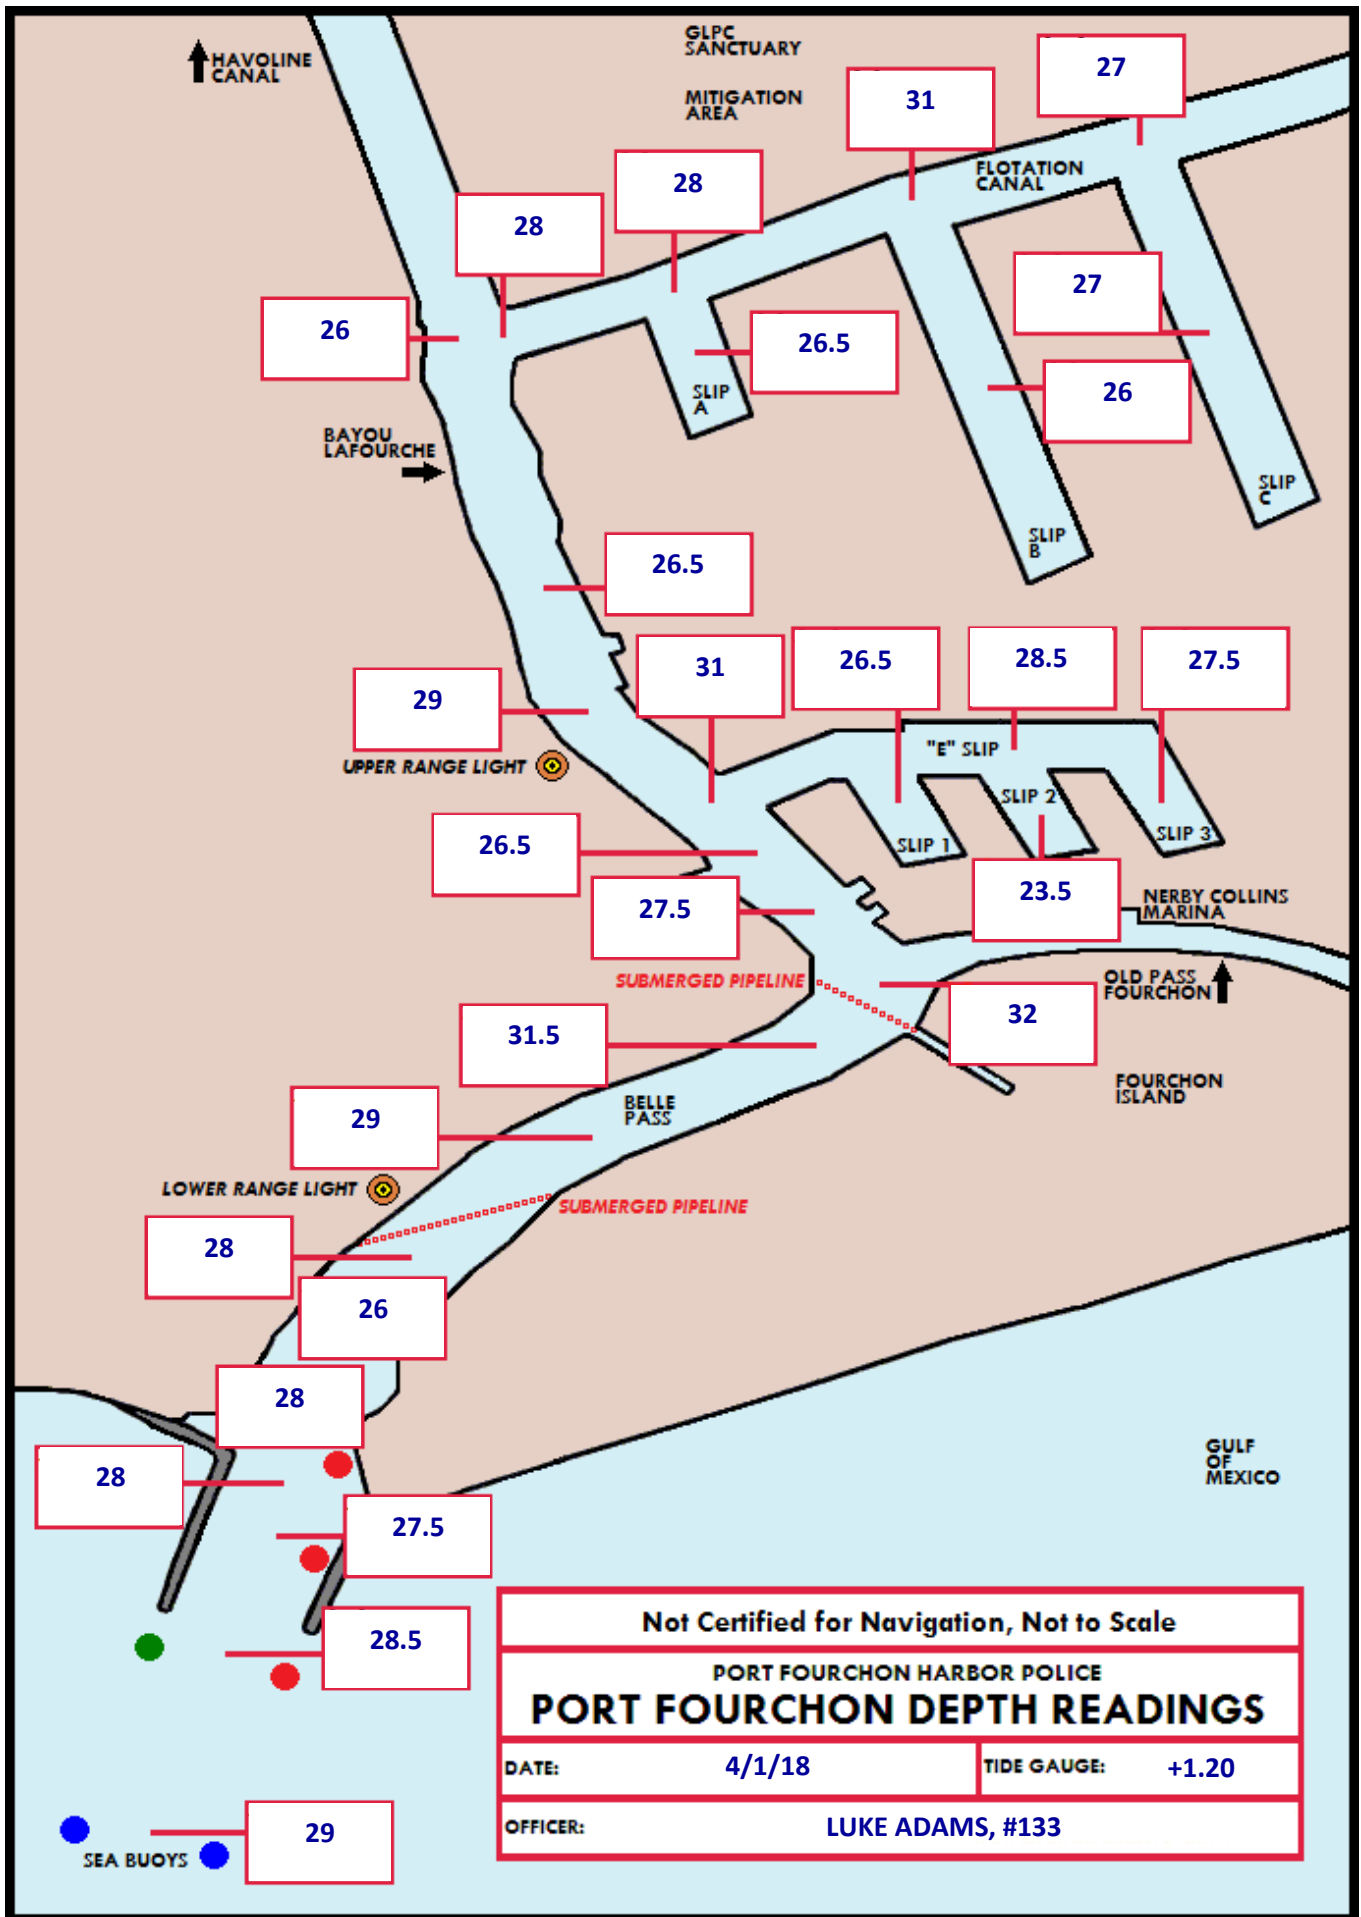 HAVOLINE
CANAL
GLPC
SANCTUARY
MITIGATION
AREA
27
31
28
28
FLOTATION
CANAL
26
26.5
27
26
SLIP
A
BAYOU
LAFOURCHE
SLIP
C
SLIP
B
26.5
31
26.5
28.5
27.5
29
UPPER RANGE LIGHT
"E" SLIP
SLIP 2
SLIP 1
SLIP 3
26.5
27.5
23.5
NERBY COLLINS
MARINA
SUBMERGED PIPELINE
OLD PASS
FOURCHON
32
31.5
FOURCHON
ISLAND
BELLE
PASS
29
LOWER RANGE LIGHT
SUBMERGED PIPELINE
28
26
28
28
GULF
OF
MEXICO
27.5
28.5
Not Certified for Navigation, Not to Scale
PORT FOURCHON HARBOR POLICE
PORT FOURCHON DEPTH READINGS
DATE: 4/1/18 TIDE GAUGE: +1.20
OFFICER: LUKE ADAMS, #133
29
SEA BUOYS